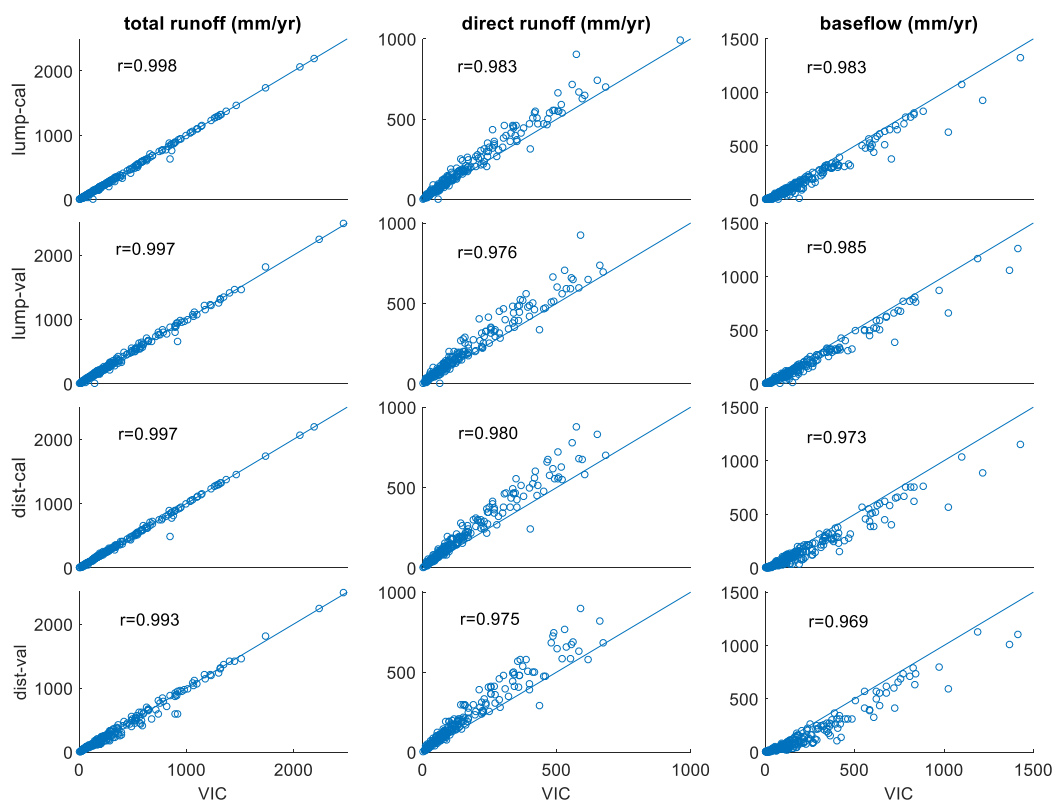 total runoff (mm/yr) direct runoff (mm/yr) baseflow (mm/yr)
lump-cal
2000
1000
0
r=0.998
1000
500
0
r=0.983
1500
1000
500
0
r=0.983
lump-val
2000
1000
0
r=0.997
1000
500
0
r=0.976
1500
1000
500
0
r=0.985
dist-cal
2000
1000
0
r=0.997
1000
500
0
r=0.980
1500
1000
500
0
r=0.973
dist-val
2000
1000
0
r=0.993
1000
500
0
r=0.975
1500
1000
500
0
r=0.969
0 1000 2000 0 500 1000 0 500 1000 1500
VIC VIC VIC